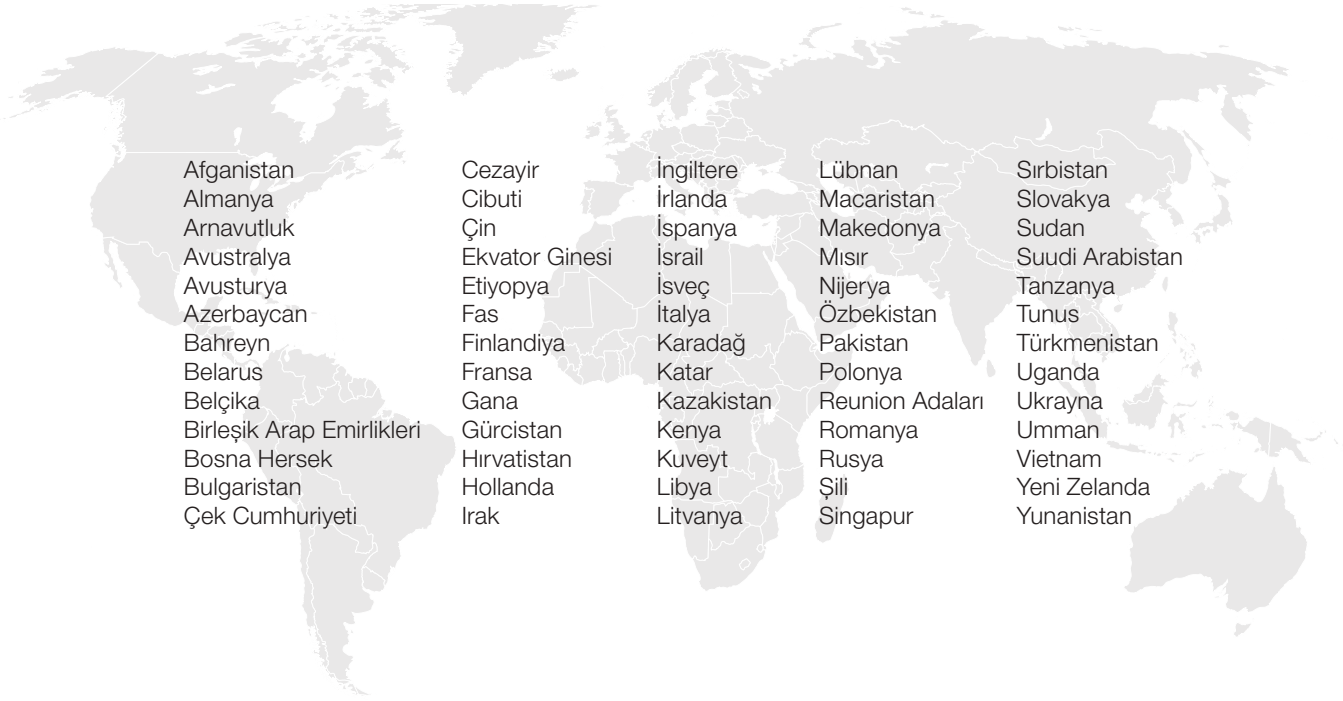 Afganistan
Almanya
Arnavutluk
Avustralya
Avusturya
Azerbaycan
Bahreyn
Belarus
Belçika
Birleşik Arap Emirlikleri
Bosna Hersek
Bulgaristan
Çek Cumhuriyeti
Cezayir
Cibuti
Çin
Ekvator Ginesi
Etiyopya
Fas
Finlandiya
Fransa
Gana
Gürcistan
Hırvatistan
Hollanda
Irak
İngiltere
İrlanda
İspanya
İsrail
İsveç
İtalya
Karadağ
Katar
Kazakistan
Kenya
Kuveyt
Libya
Litvanya
Lübnan
Macaristan
Makedonya
Mısır
Nijerya
Özbekistan
Pakistan
Polonya
Reunion Adaları
Romanya
Rusya
Şili
Singapur
Sırbistan
Slovakya
Sudan
Suudi Arabistan
Tanzanya
Tunus
Türkmenistan
Uganda
Ukrayna
Umman
Vietnam
Yeni Zelanda
Yunanistan